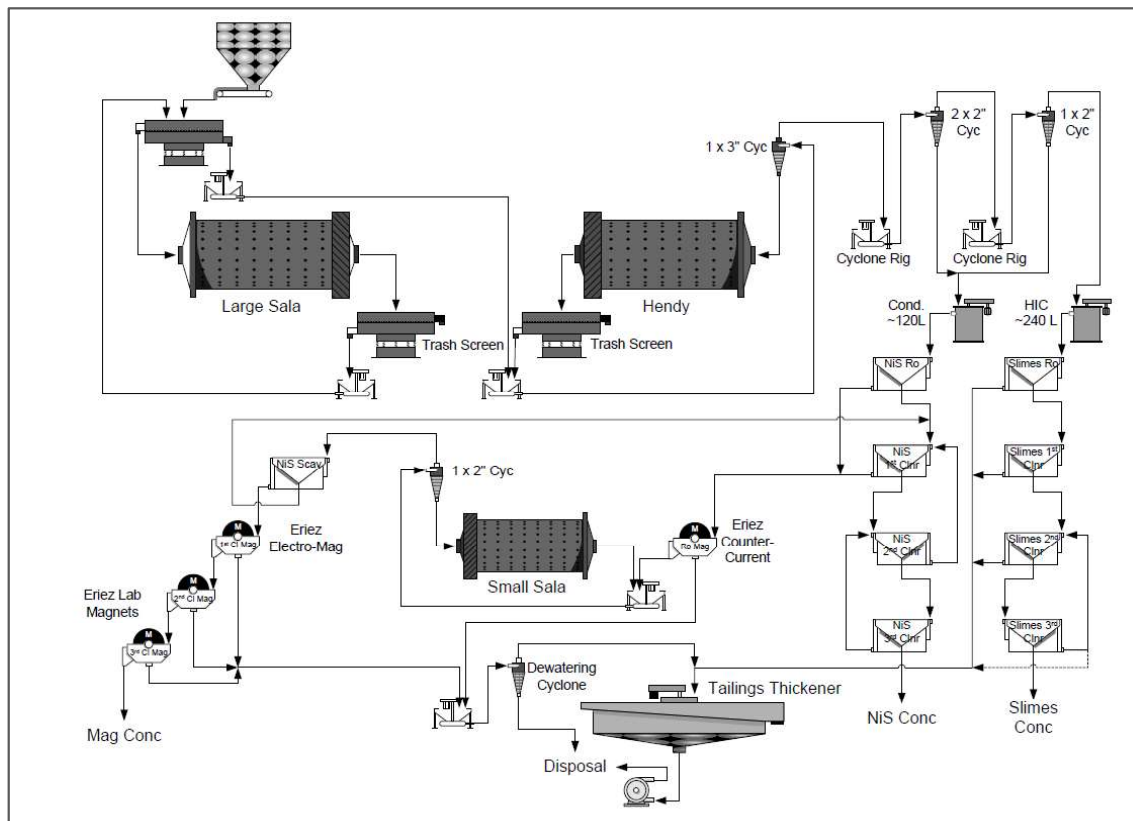 2 x 2"
Cyc
1 x 2"
Cyc
1 x 3" Cyc
Cyclone Rig
Cyclone Rig
Large Sala
Hendy
Cond.
~120L
HIC
~240 L
Trash Screen
Trash Screen
NiS Ro
Slimes Ro
NiS Scav
1 x 2" Cyc
NiS
1st Clnr
Slimes 1st
Clnr
M
1st Cl Mag
Eriez
Electro-Mag
M
Ro Mag
Eriez
Counter-
Current
NiS
2nd Clnr
Slimes 2nd
Clnr
Small Sala
Eriez Lab
Magnets
M
2nd Cl Mag
M
3rd Cl Mag
NiS
3rd Clnr
Slimes 3rd
Clnr
Dewatering
Cyclone
Tailings Thickener
Mag Conc
NiS Conc
Slimes
Conc
Disposal